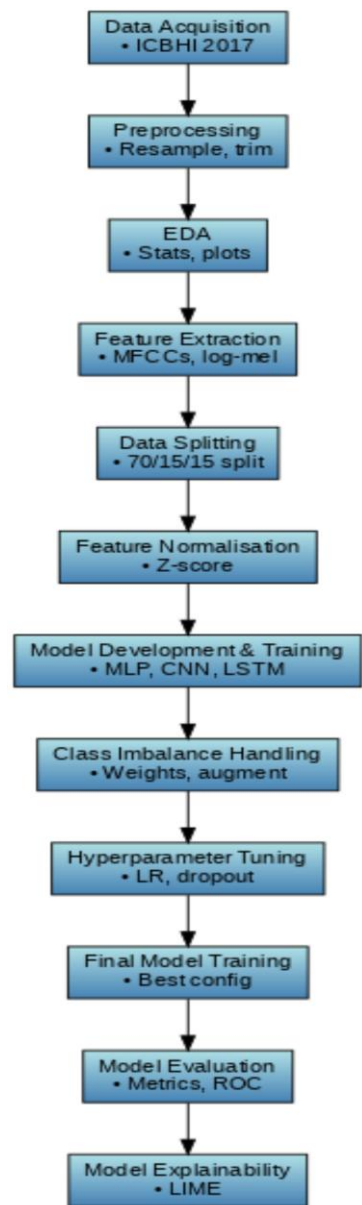 Data Acquisition
• ICBHI 2017
Preprocessing
• Resample, trim
EDA
• Stats, plots
Feature Extraction
• MFCCs, log-mel
Data Splitting
• 70/15/15 split
Feature Normalisation
• Z-score
Model Development & Training
• MLP, CNN, LSTM
Class Imbalance Handling
• Weights, augment
Hyperparameter Tuning
• LR, dropout
Final Model Training
• Best config
Model Evaluation
• Metrics, ROC
Model Explainability
• LIME